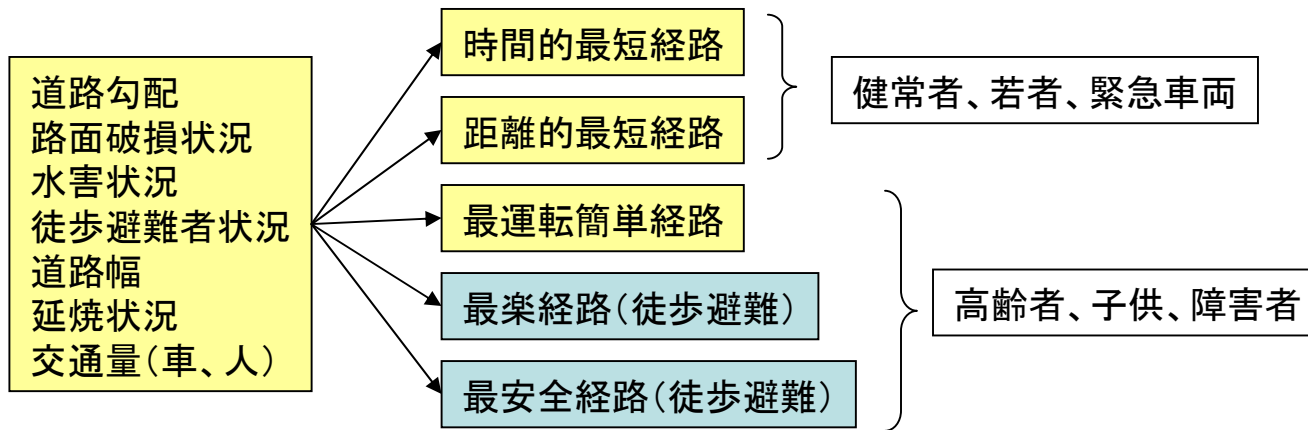 道路勾配
路面破損状況
水害状況
徒歩避難者状況
道路幅
延焼状況
交通量(車、人)
時間的最短経路
距離的最短経路
最運転簡単経路
最楽経路(徒歩避難)
最安全経路(徒歩避難)
健常者、若者、緊急車両
高齢者、子供、障害者